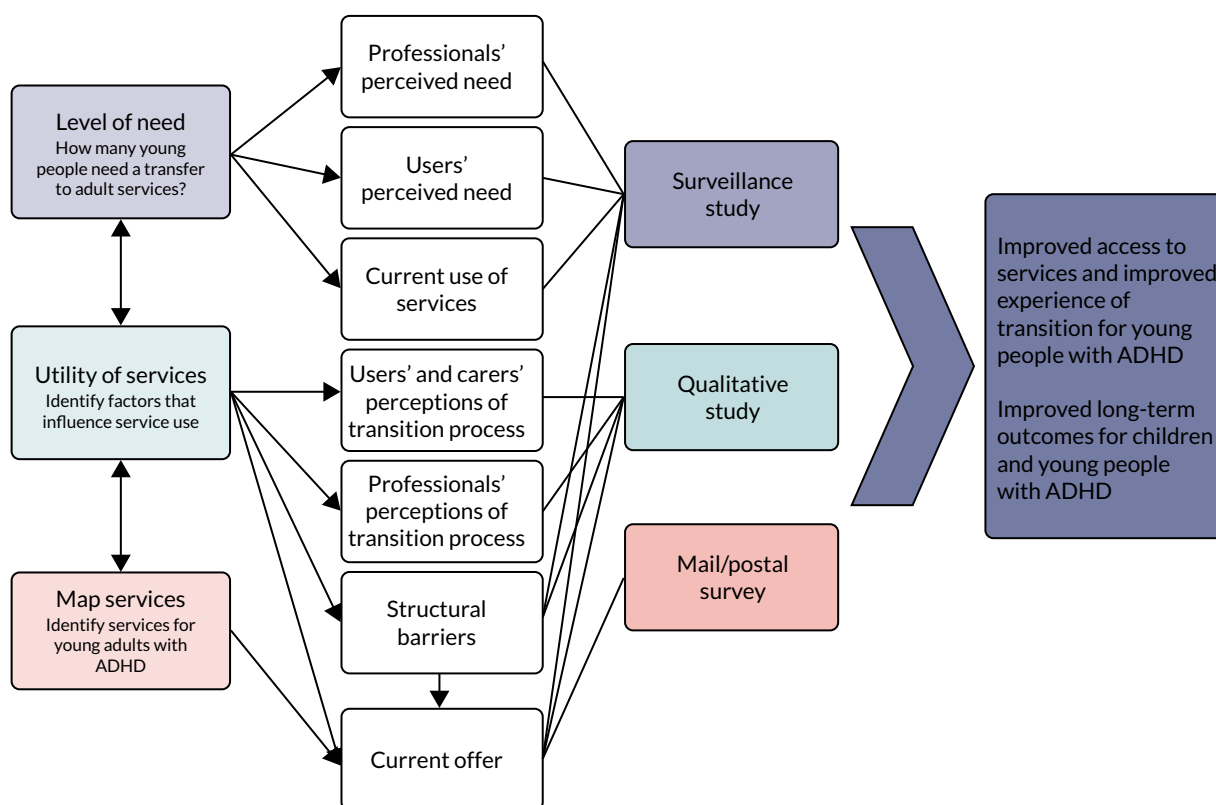 Level of need
How many young
people need a transfer
to adult services?
Utility of services
Identify factors that
influence service use
Map services
Identify services for
young adults with
ADHD
Professionals’
perceived need
Users’
perceived need
Current use of
services
Users’ and carers’
perceptions of
transition process
Professionals’
perceptions of
transition process
Structural
barriers
Current offer
Surveillance
study
Qualitative
study
Mail/postal
survey
Improved access to
services and improved
experience of
transition for young
people with ADHD
Improved long-term
outcomes for children
and young people
with ADHD